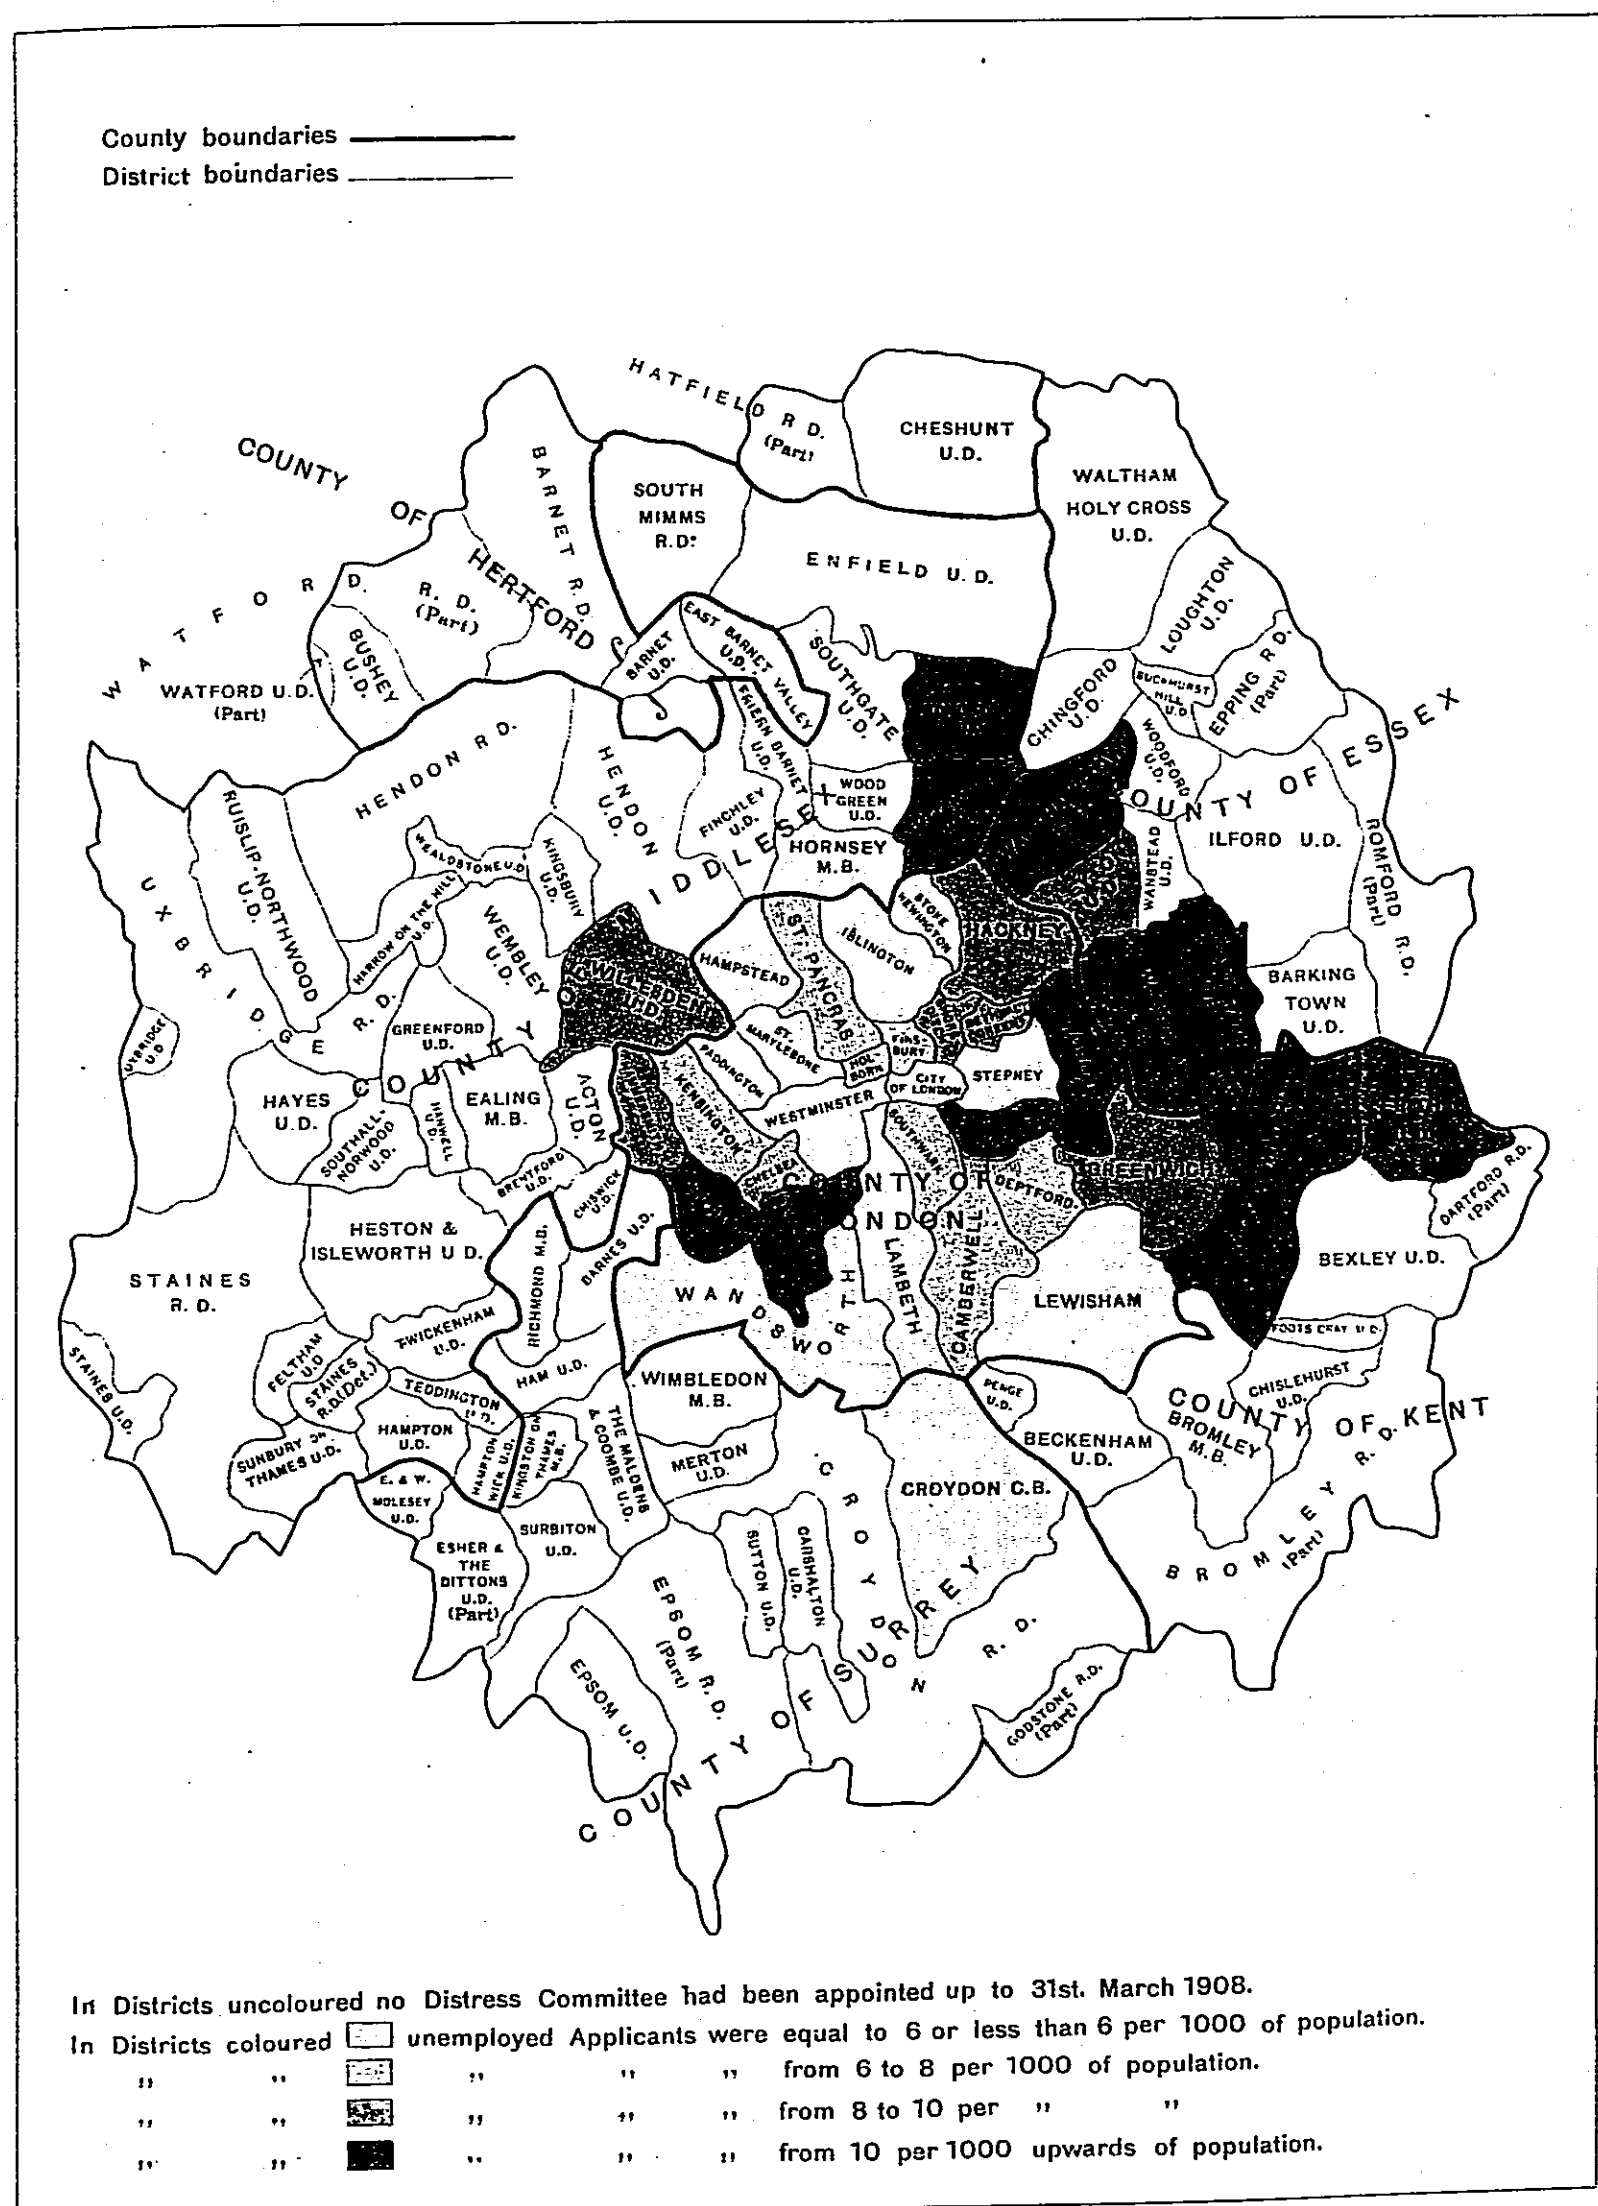 County boundaries
District boundaries
HATFIELD R D.
(Part)
CHESHUNT
U.D.
COUNTY
OF
HERTFORD
BARNET R.D.
SOUTH
MIMMS
R.D.
WALTHAM
HOLY CROSS
U.D.
ENFIELD U.D.
WATFORD
R. D.
(Part)
LOUGHTON
U.D.
BUSHEY
U.D.
BARNET
U.D.
EAST BARNET VALLEY
U.D.
SOUTHGATE
U.D.
CHINGFORD
U.D.
BUCKHURST
HILL
U.D.
EPPING R D.
(Part)
WATFORD U.D.
(Part)
FRIERN BARNET
U.D.
WOODFORD
U.D.
COUNTY OF ESSEX
HENDON R D.
HENDON
U.D.
FINCHLEY
U.D.
WOOD
GREEN
U.D.
HORNSEY
M.B.
ILFORD U.D.
WANSTEAD
U.D.
ROMFORD R.D.
(Part)
RUISLIP-NORTHWOOD
U.D.
WEALDSTONE U.D.
KINGSBURY
U.D.
HARROW ON THE HILL
U.D.
WEMBLEY
U.D.
COUNTY OF MIDDLESE
UXBRIDGE R.D.
UXBRIDGE
U.D
WILLESDEN
U.D.
HAMPSTEAD
ST. PANCRAS
ISLINGTON
STOKE
NEWINGTON
HACKNEY
BARKING
TOWN
U.D.
GREENFORD
U.D.
HAYES
U.D.
SOUTHALL-
NORWOOD
U.D.
HANWELL
U.D.
EALING
M.B.
ACTON
U.D.
KENSINGTON
PADDINGTON
ST.
MARYLEBONE
HOL
BORN
FINS-
BURY
BETHNAL
GREEN
CITY
OF LONDON
STEPNEY
WESTMINSTER
CHELSEA
SOUTHWARK
DEPTFORD
GREENWICH
BRENTFORD
U.D.
CHISWICK
U.D.
HESTON &
ISLEWORTH U D.
RICHMOND M.B.
BARNES U.D.
COUNTY OF
LONDON
LAMBETH
CAMBERWELL
WANDSWORTH
LEWISHAM
DARTFORD R.D.
(Part)
BEXLEY U.D.
FOOTS CRAY U D.
STAINES
R. D.
STAINES U.D.
FELTHAM
U.D
STAINES
R.D.(Det.)
TWICKENHAM
U.D.
TEDDINGTON
U.D.
HAM U.D.
WIMBLEDON
M.B.
PENGE
U.D.
CHISLEHURST
U.D.
COUNTY OF KENT
SUNBURY ON
THAMES U.D.
HAMPTON
U.D.
HAMPTON
WICK U.D.
KINGSTON ON
THAMES
M.B.
THE MALDENS
& COOMBE U.D.
MERTON
U.D.
BECKENHAM
U.D.
BROMLEY
M.B.
E. & W.
MOLESEY
U.D.
ESHER &
THE
DITTONS
U.D.
(Part)
SURBITON
U.D.
CROYDON C.B.
CROYDON R. D.
BROMLEY R. D.
(Part)
SUTTON U.D.
CARSHALTON
U.D.
EPSOM R. D.
(Part)
EPSOM U.D.
COUNTY OF SURREY
GODSTONE R.D.
(Part)
In Districts uncoloured no Distress Committee had been appointed up to 31st. March 1908.
In Districts coloured unemployed Applicants were equal to 6 or less than 6 per 1000 of population.
" " " " " from 6 to 8 per 1000 of population.
" " " " " from 8 to 10 per " "
" " " " " from 10 per 1000 upwards of population.